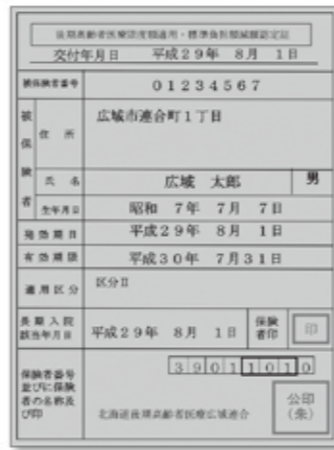 後期高齢者医療限度額適用・標準負担額減額認定証
交付年月日 平成29年 8月 1日
被保険者番号 01234567
被保険者
住所 広域市連合町1丁目
氏名 広域 太郎 男
生年月日 昭和 7年 7月 7日
発効期日 平成29年 8月 1日
有効期限 平成30年 7月31日
適用区分 区分Ⅱ
長期入院該当年月日 平成29年 8月 1日 保険者印 印
保険者番号並びに保険者の名称及び印 39011010
北海道後期高齢者医療広域連合 公印(朱)